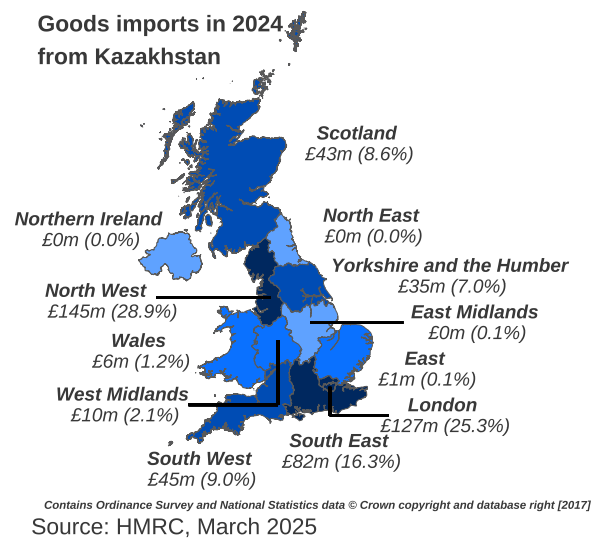 Goods imports in 2024
from Kazakhstan
Scotland
£43m (8.6%)
Northern Ireland
£0m (0.0%)
North East
£0m (0.0%)
Yorkshire and the Humber
£35m (7.0%)
North West
£145m (28.9%)
East Midlands
£0m (0.1%)
Wales
£6m (1.2%)
East
£1m (0.1%)
West Midlands
£10m (2.1%)
London
£127m (25.3%)
South East
£82m (16.3%)
South West
£45m (9.0%)
Contains Ordinance Survey and National Statistics data © Crown copyright and database right [2017]
Source: HMRC, March 2025